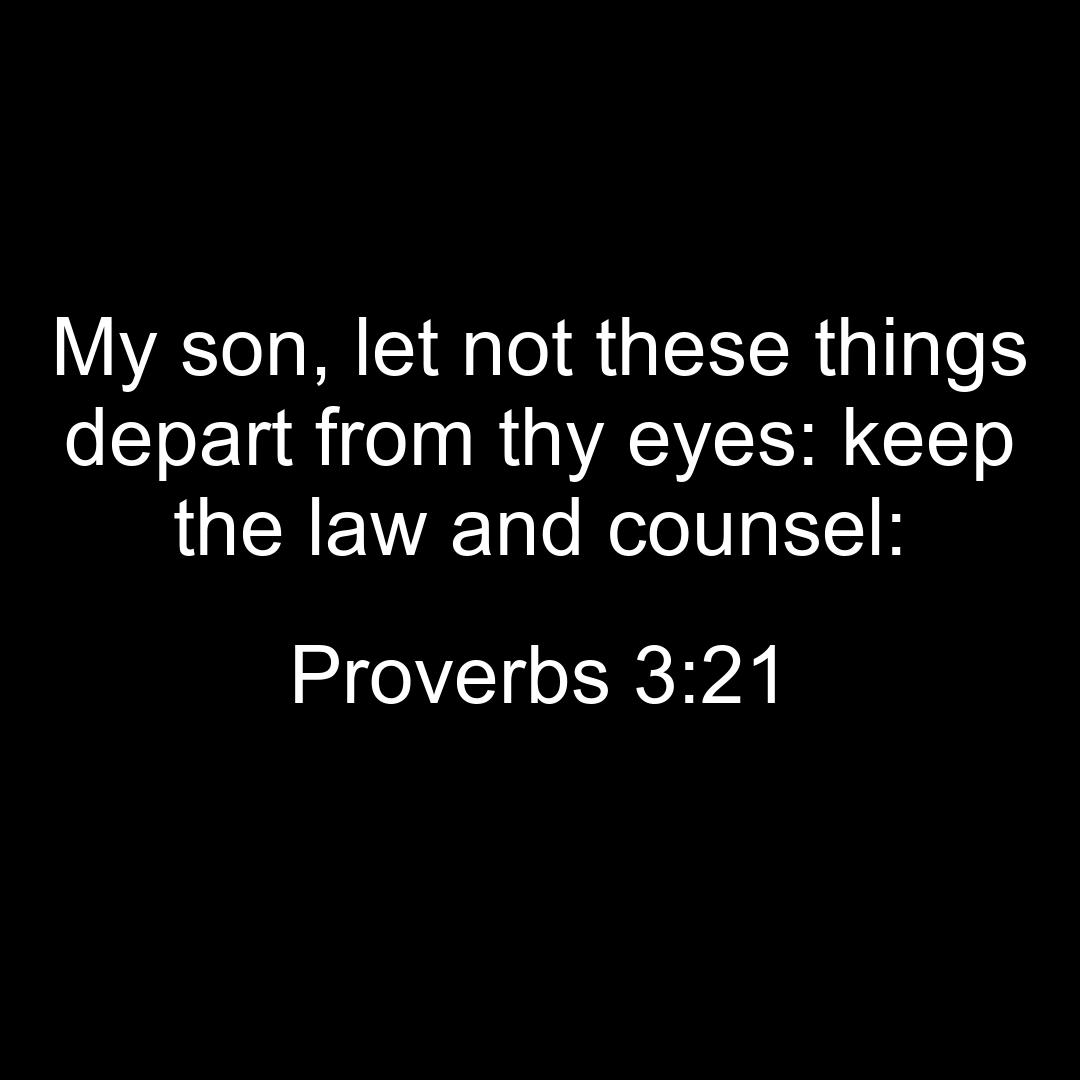 My son, let not these things
depart from thy eyes: keep
the law and counsel:
Proverbs 3:21